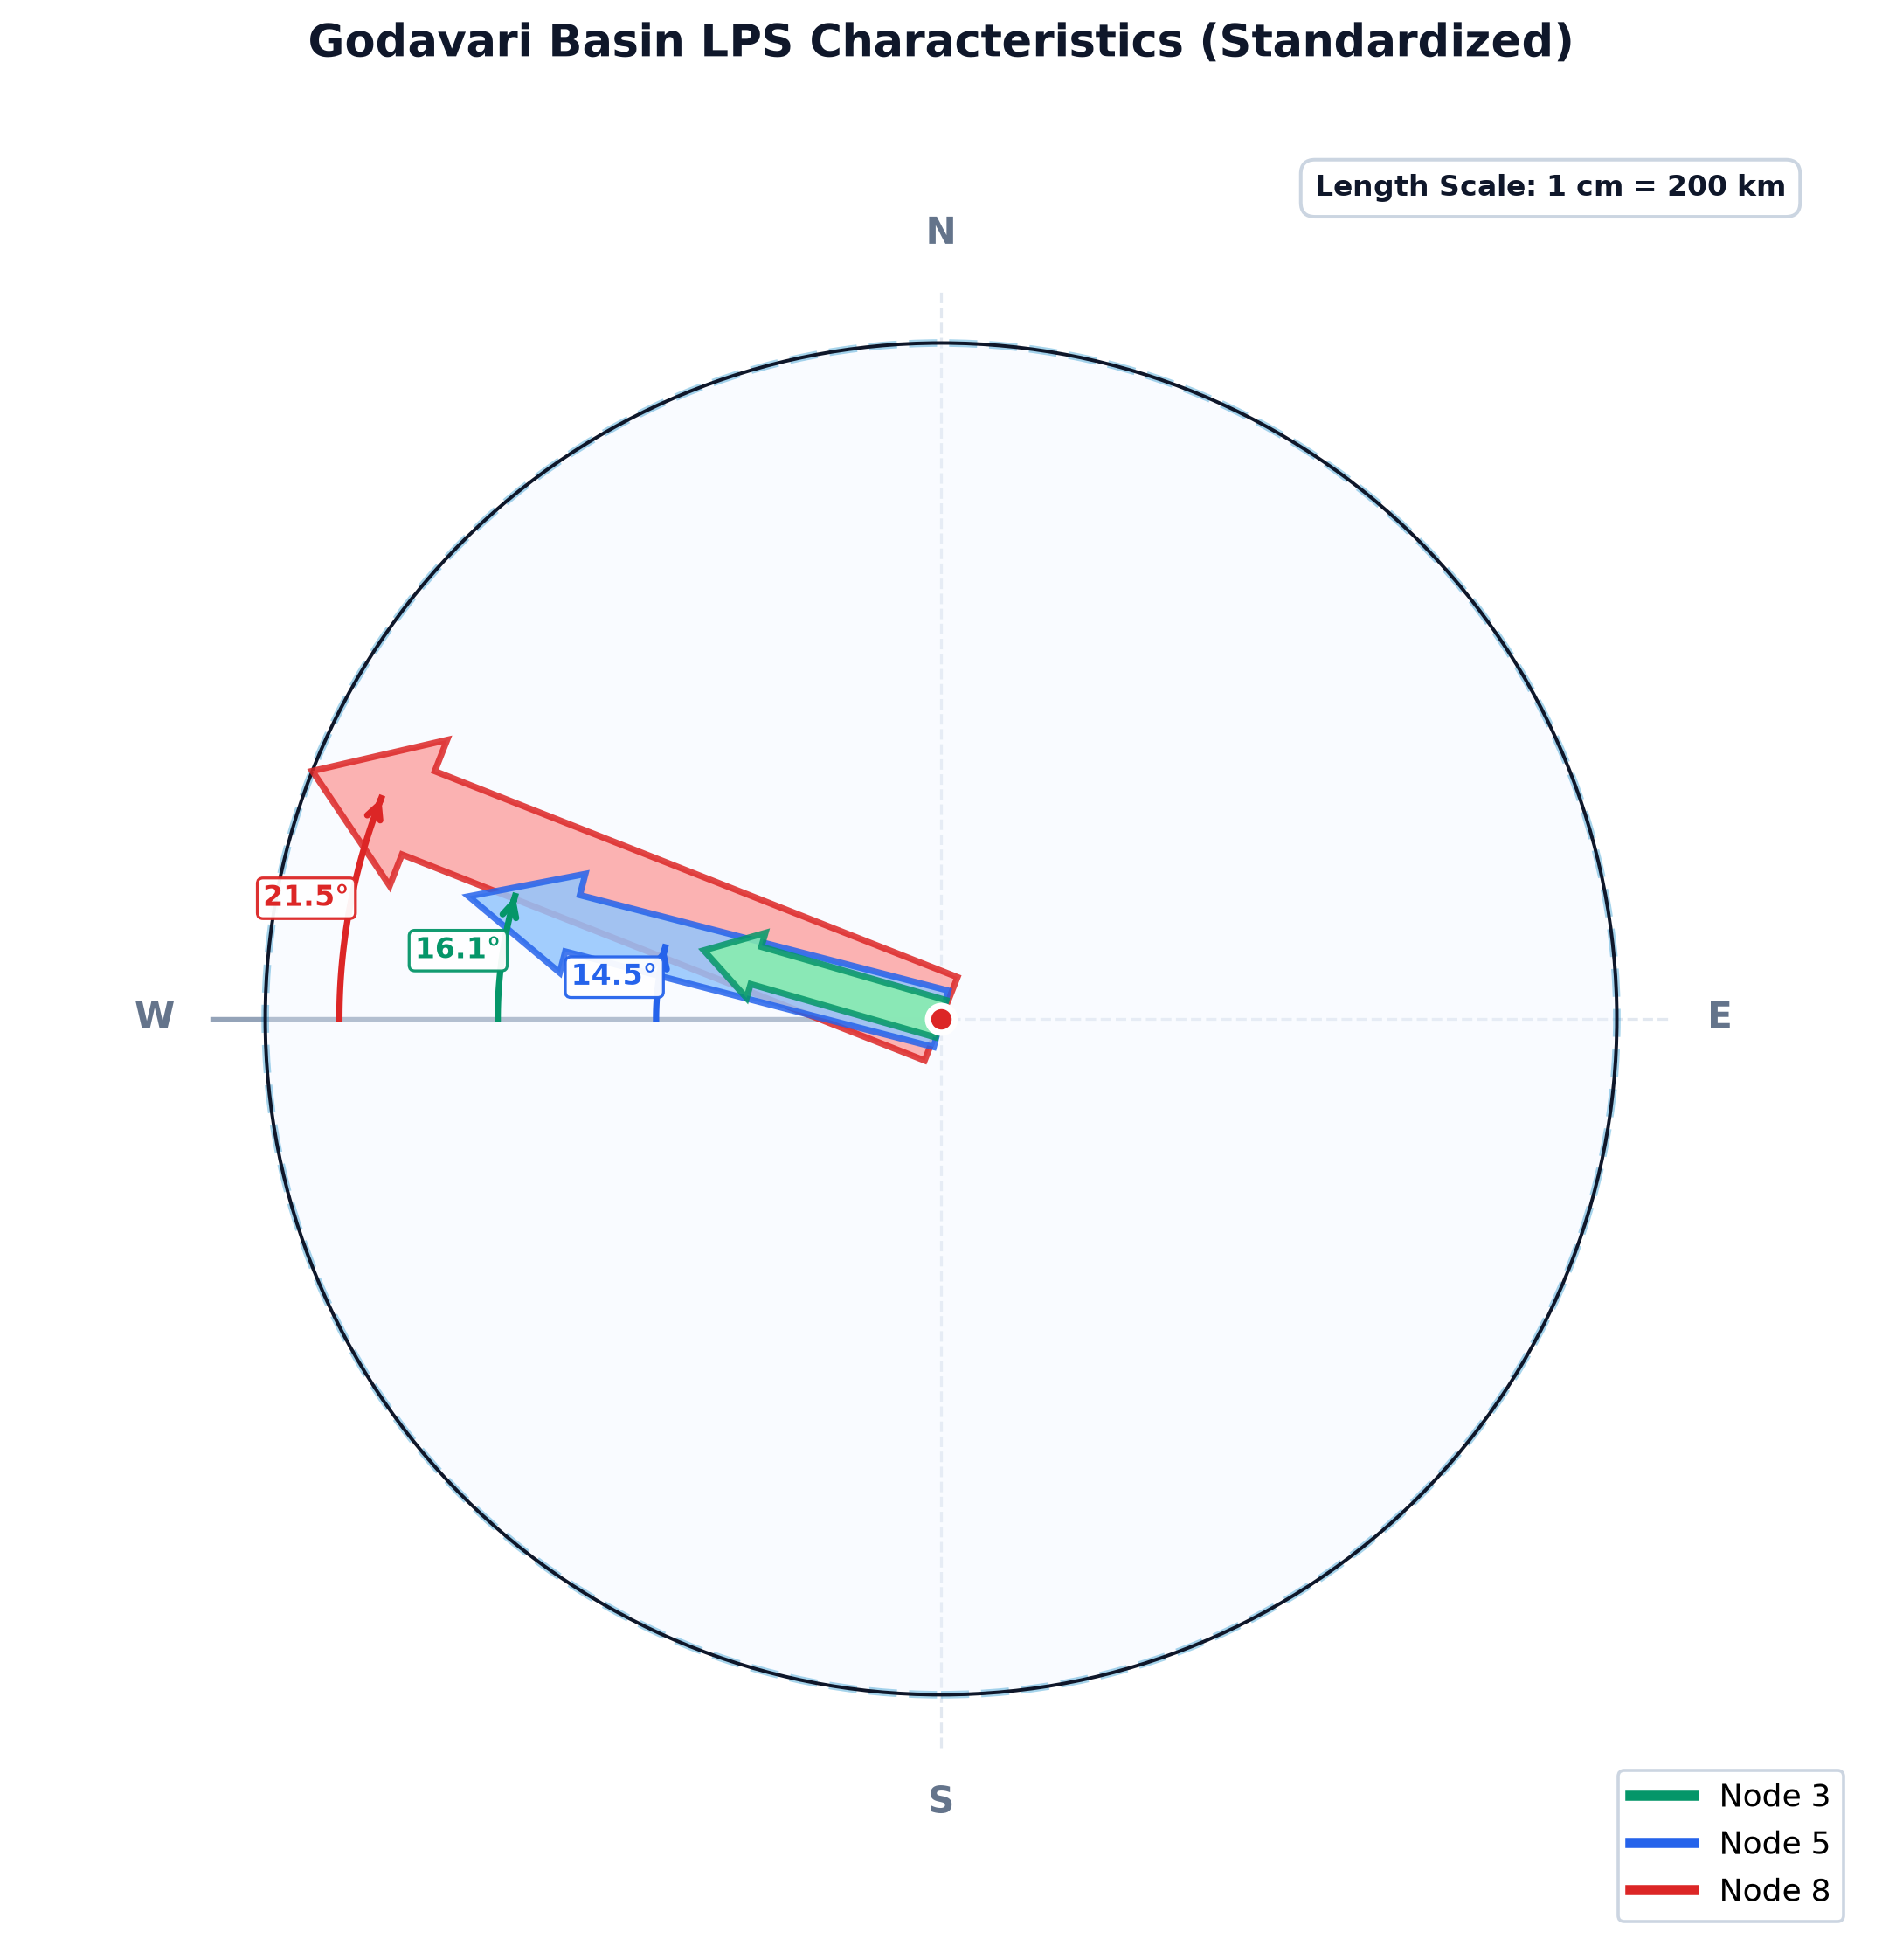 Godavari Basin LPS Characteristics (Standardized)
Length Scale: 1 cm = 200 km
N
21.5°
16.1°
14.5°
W
E
S
Node 3
Node 5
Node 8